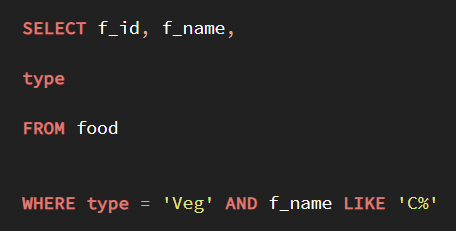 SELECT f_id, f_name,
type
FROM food
WHERE type = 'Veg' AND f_name LIKE 'C%'